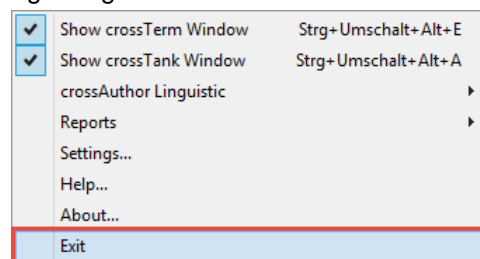 Show crossTerm Window Strg+Umschalt+Alt+E
Show crossTank Window Strg+Umschalt+Alt+A
crossAuthor Linguistic
Reports
Settings...
Help...
About...
Exit